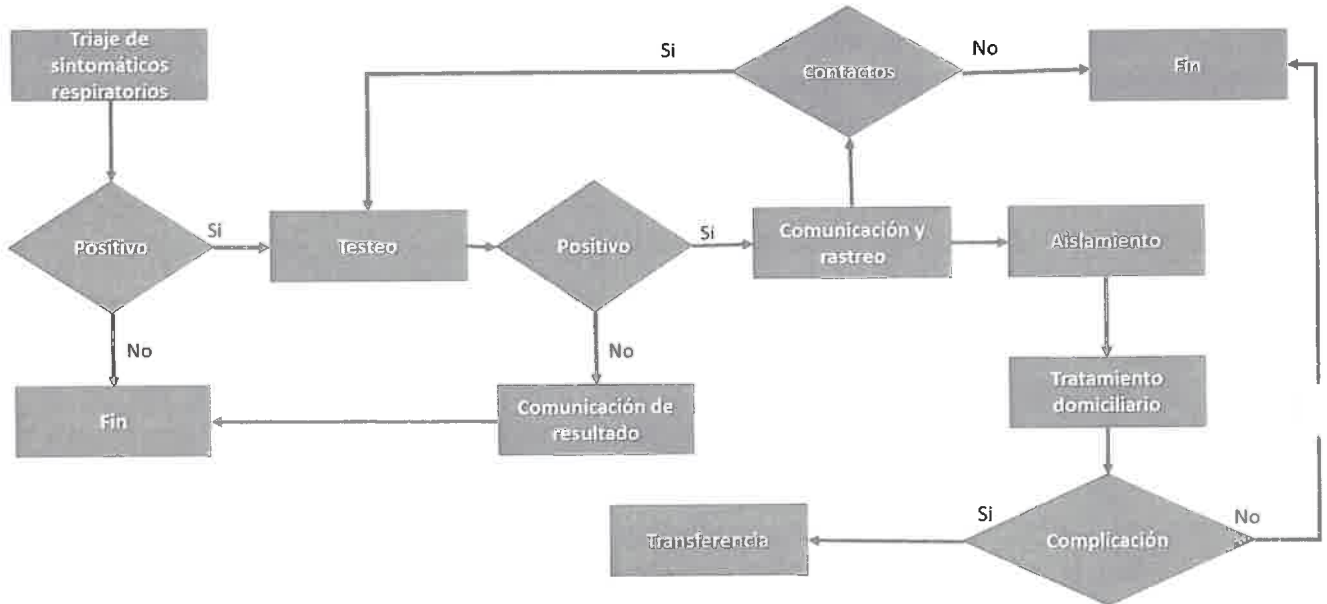 Triaje de
sintomáticos
respiratorios
Si
Contactos
No
Fin
Positivo
Si
Testeo
Positivo
Si
Comunicación y
rastreo
Aislamiento
No
No
Fin
Comunicación de
resultado
Tratamiento
domiciliario
Transferencia
Si
Complicación
No